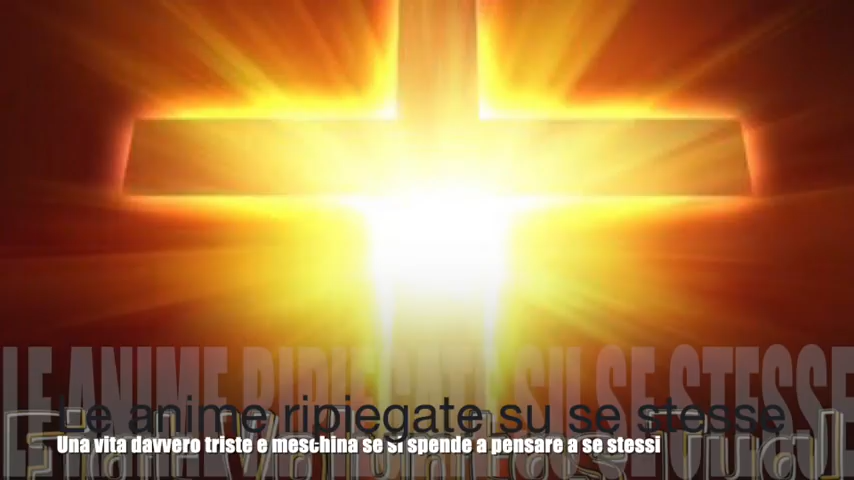 LE ANIME RIPIEGATE SU SE STESSE
Le anime ripiegate su se stesse
Una vita davvero triste e meschina se si spende a pensare a se stessi